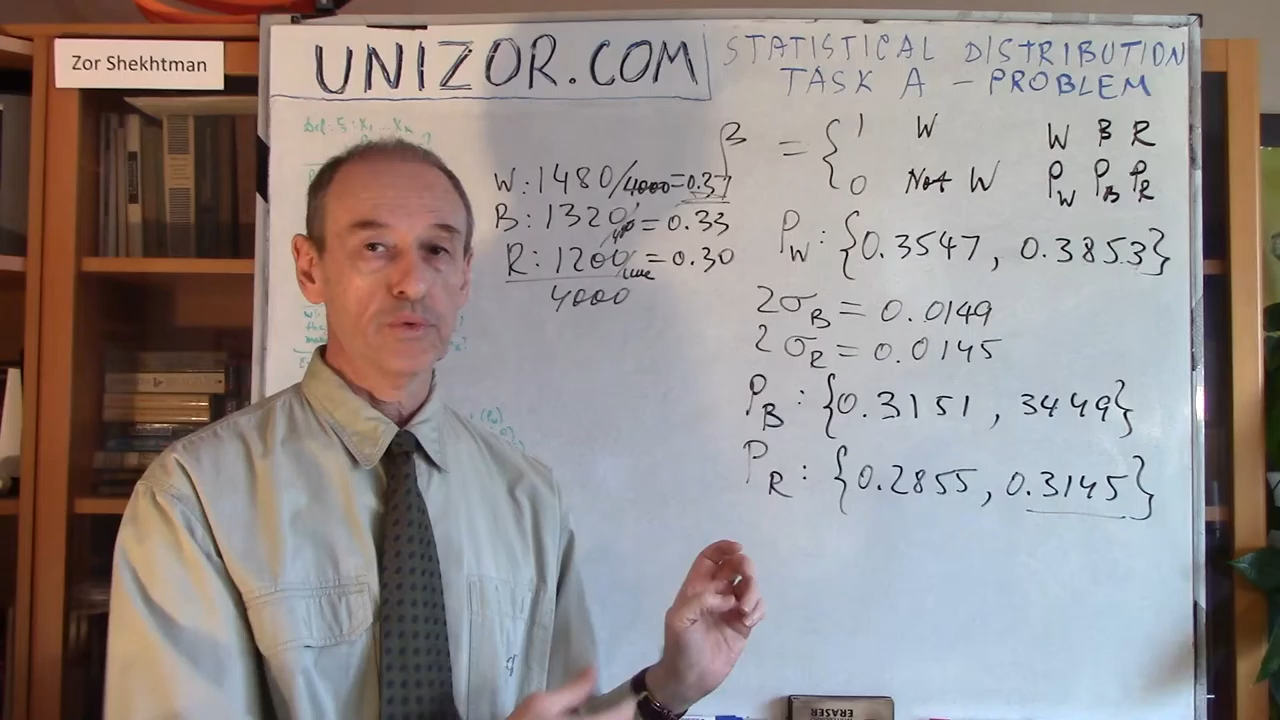 Zor Shekhtman
UNIZOR.COM
STATISTICAL DISTRIBUTION
TASK A - PROBLEM
W: 1480/4000=0.37
B: 1320/ = 0.33
R: 1200/ = 0.30
4000
β = { 1 W
0 Not W
W B R
P_W P_B P_R
P_W: {0.3547, 0.3853}
2σ_B = 0.0149
2σ_R = 0.0145
P_B: {0.3151, 3449}
P_R: {0.2855, 0.3145}
ERASER